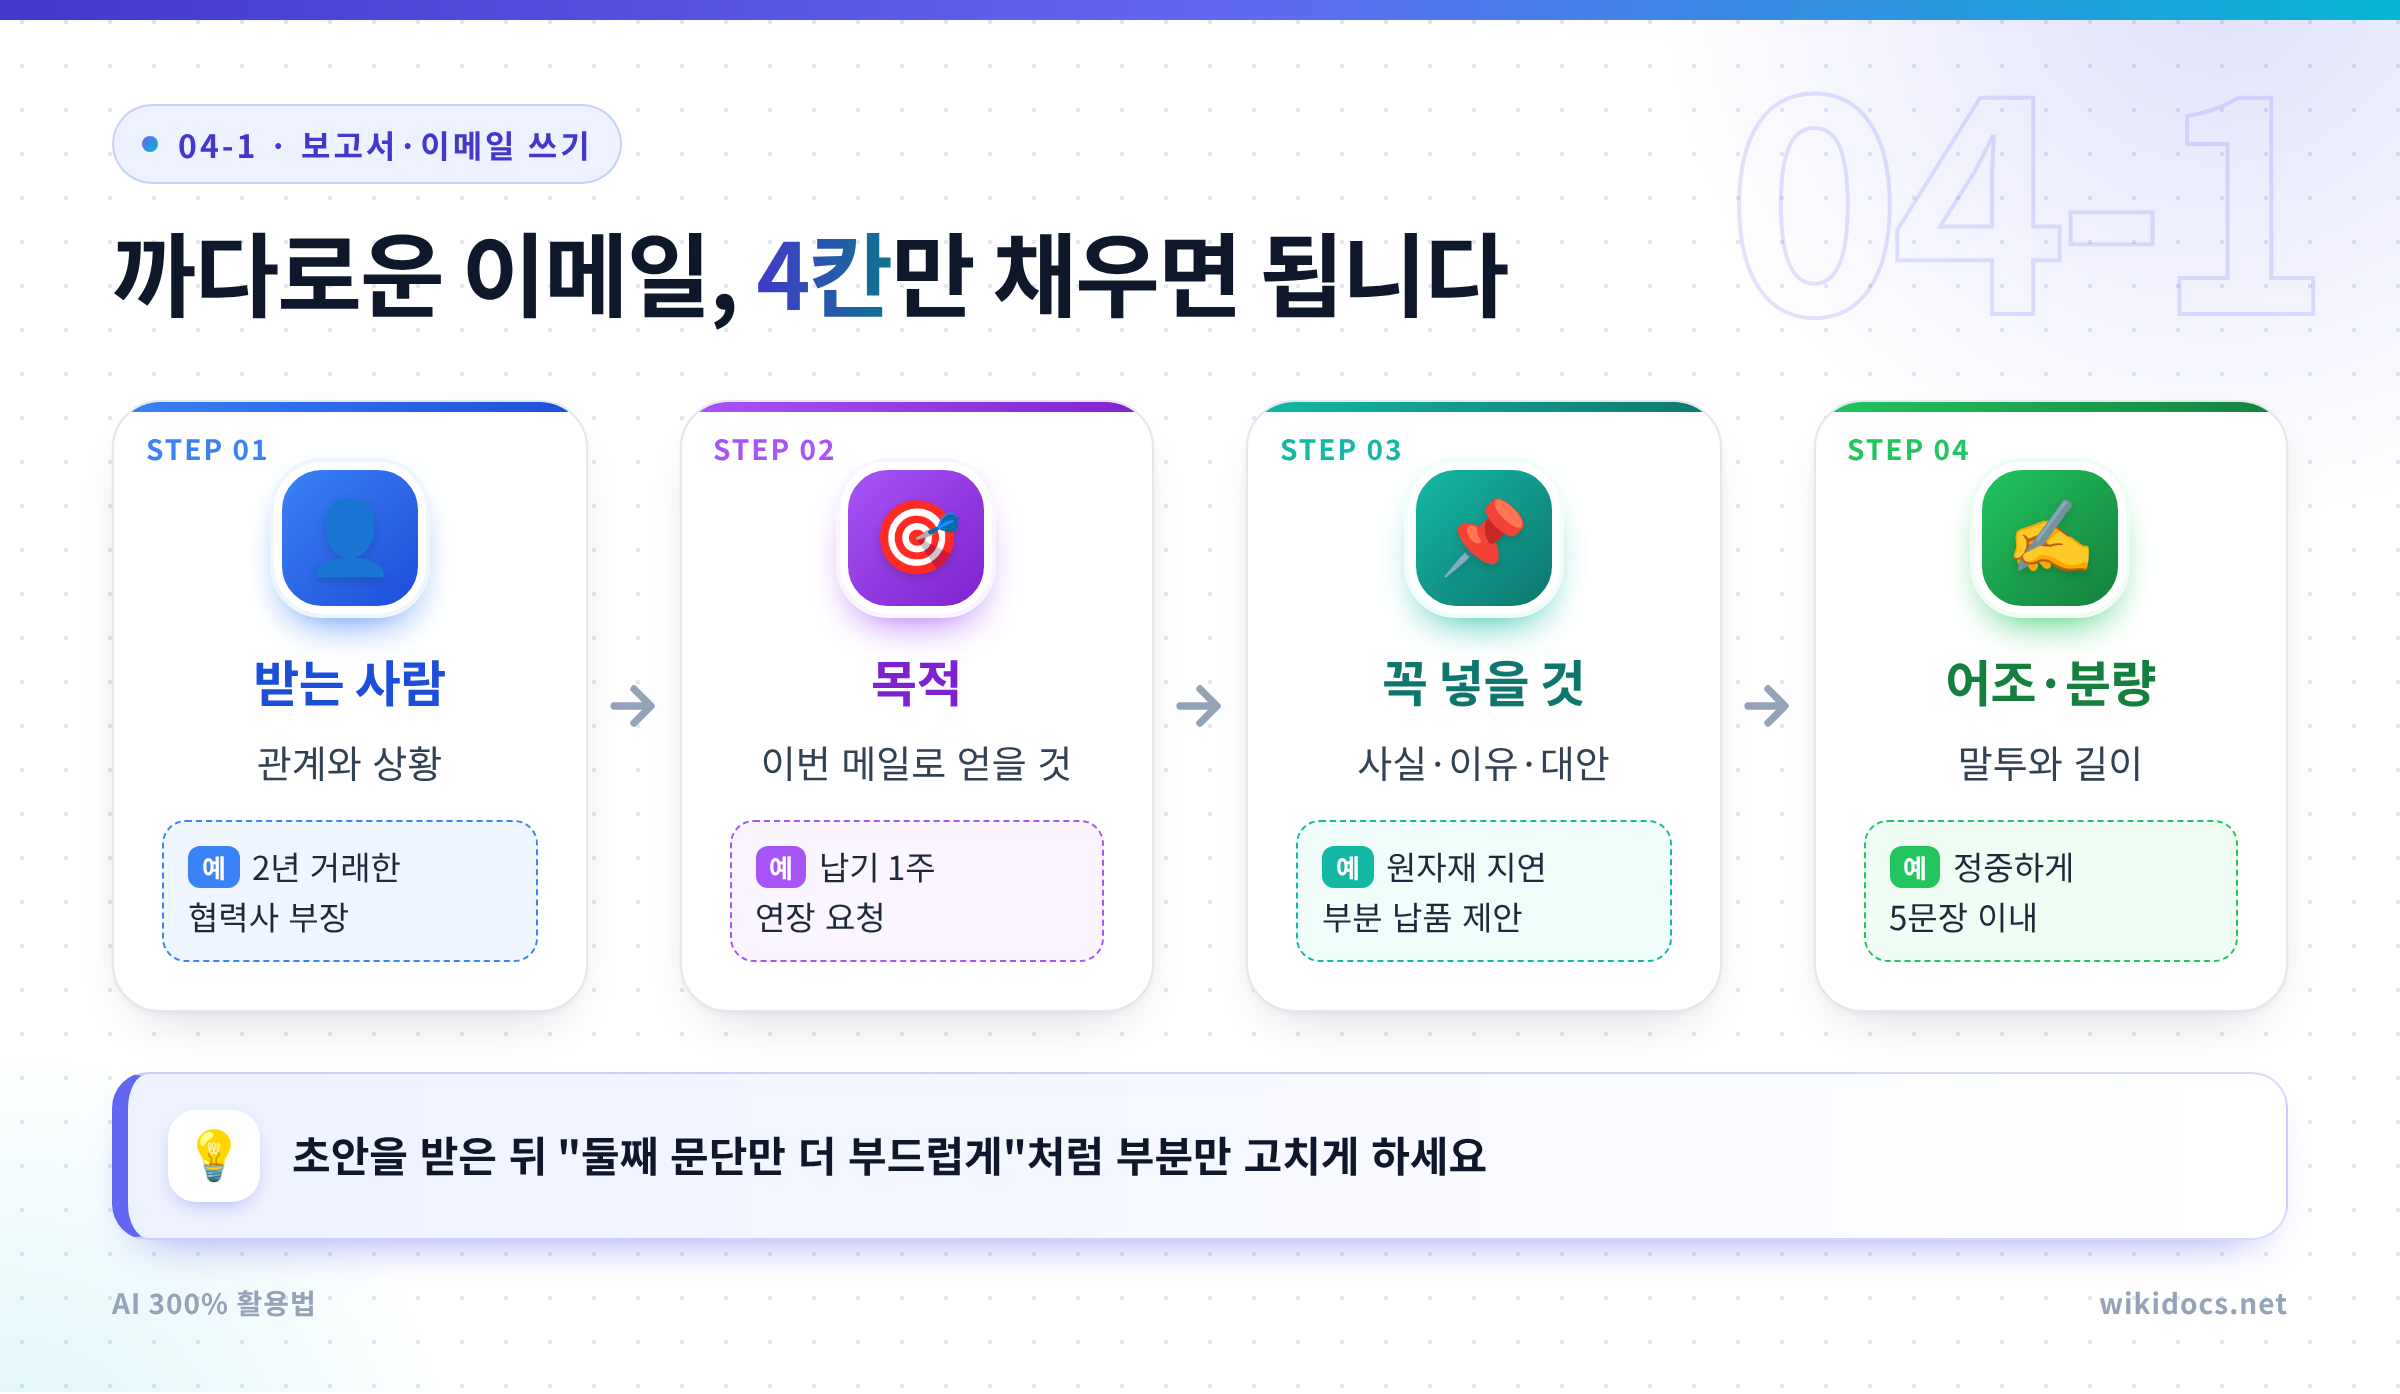 04-1 · 보고서·이메일 쓰기
04-1
까다로운 이메일, 4칸만 채우면 됩니다
STEP 01
받는 사람
관계와 상황
예 2년 거래한
협력사 부장
STEP 02
목적
이번 메일로 얻을 것
예 납기 1주
연장 요청
STEP 03
꼭 넣을 것
사실·이유·대안
예 원자재 지연
부분 납품 제안
STEP 04
어조·분량
말투와 길이
예 정중하게
5문장 이내
초안을 받은 뒤 "둘째 문단만 더 부드럽게"처럼 부분만 고치게 하세요
AI 300% 활용법
wikidocs.net